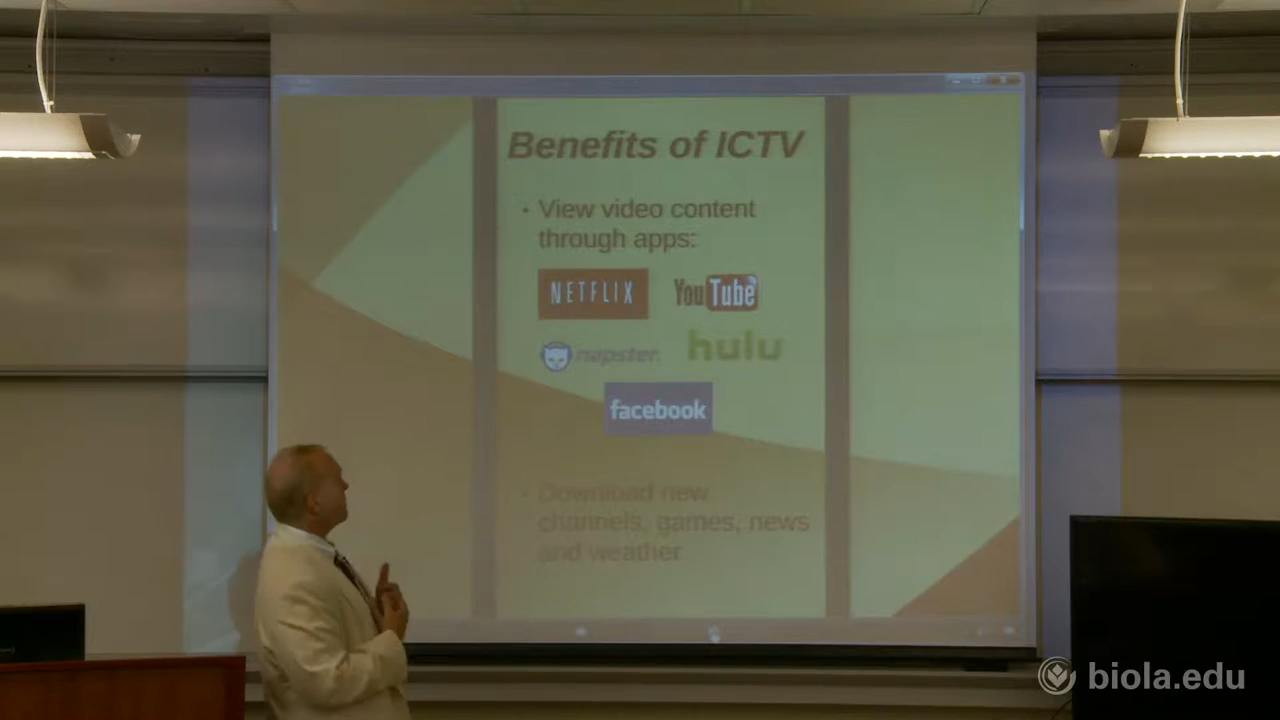 Benefits of ICTV
• View video content
through apps:
NETFLIX YouTube
napster. hulu
facebook
• Download new
channels, games, news
and weather
biola.edu